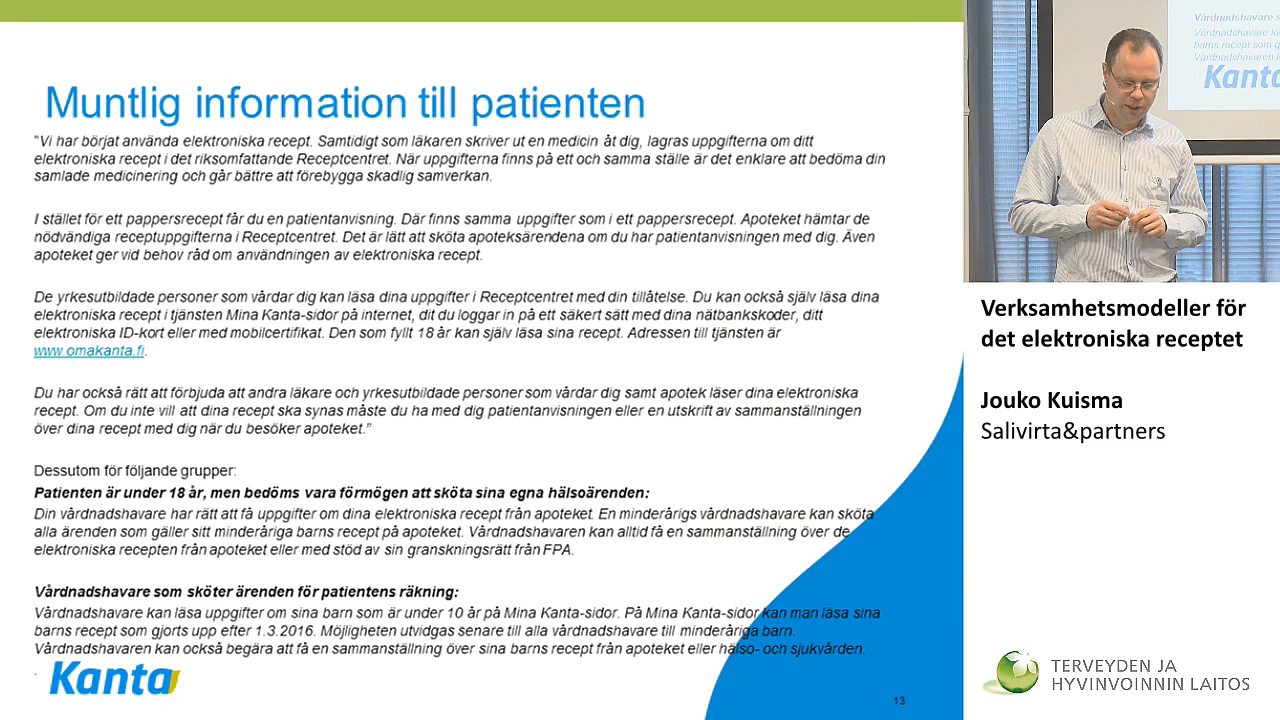 Muntlig information till patienten
"Vi har börjat använda elektroniska recept. Samtidigt som läkaren skriver ut en medicin åt dig, lagras uppgifterna om ditt
elektroniska recept i det riksomfattande Receptcentret. När uppgifterna finns på ett och samma ställe är det enklare att bedöma din
samlade medicinering och går bättre att förebygga skadlig samverkan.
I stället för ett pappersrecept får du en patientanvisning. Där finns samma uppgifter som i ett pappersrecept. Apoteket hämtar de
nödvändiga receptuppgifterna i Receptcentret. Det är lätt att sköta apoteksärendena om du har patientanvisningen med dig. Även
apoteket ger vid behov råd om användningen av elektroniska recept.
De yrkesutbildade personer som vårdar dig kan läsa dina uppgifter i Receptcentret med din tillåtelse. Du kan också själv läsa dina
elektroniska recept i tjänsten Mina Kanta-sidor på internet, dit du loggar in på ett säkert sätt med dina nätbankskoder, ditt
elektroniska ID-kort eller med mobilcertifikat. Den som fyllt 18 år kan själv läsa sina recept. Adressen till tjänsten är
www.omakanta.fi.
Du har också rätt att förbjuda att andra läkare och yrkesutbildade personer som vårdar dig samt apotek läser dina elektroniska
recept. Om du inte vill att dina recept ska synas måste du ha med dig patientanvisningen eller en utskrift av sammanställningen
över dina recept med dig när du besöker apoteket."
Dessutom för följande grupper:
Patienten är under 18 år, men bedöms vara förmögen att sköta sina egna hälsoärenden:
Din vårdnadshavare har rätt att få uppgifter om dina elektroniska recept från apoteket. En minderårigs vårdnadshavare kan sköta
alla ärenden som gäller sitt minderåriga barns recept på apoteket. Vårdnadshavaren kan alltid få en sammanställning över de
elektroniska recepten från apoteket eller med stöd av sin granskningsrätt från FPA.
Vårdnadshavare som sköter ärenden för patientens räkning:
Vårdnadshavare kan läsa uppgifter om sina barn som är under 10 år på Mina Kanta-sidor. På Mina Kanta-sidor kan man läsa sina
barns recept som gjorts upp efter 1.3.2016. Möjligheten utvidgas senare till alla vårdnadshavare till minderåriga barn.
Vårdnadshavaren kan också begära att få en sammanställning över sina barns recept från apoteket eller hälso- och sjukvården.
.
Kanta
13
Vårdnadshavare s
Vårdnadshavare ka
barns recept som g
Vårdnadshavaren k
Kanta
Verksamhetsmodeller för
det elektroniska receptet
Jouko Kuisma
Salivirta&partners
TERVEYDEN JA
HYVINVOINNIN LAITOS